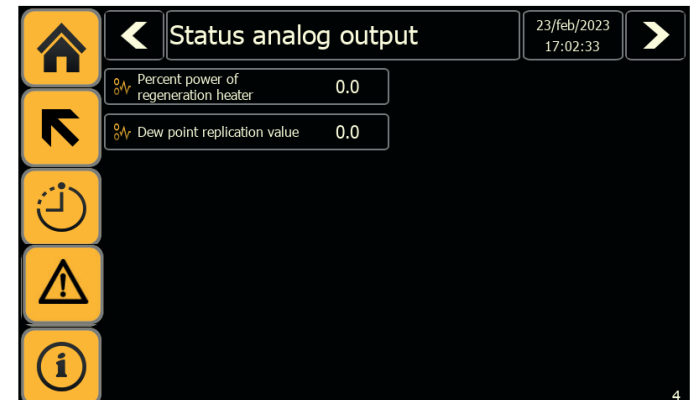 Status analog output
23/feb/2023
17:02:33
Percent power of
regeneration heater
0.0
Dew point replication value
0.0
4